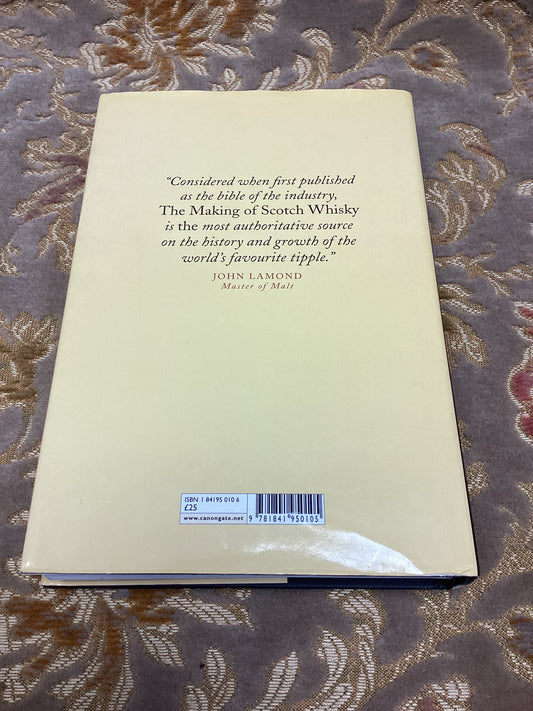 “Considered when first published
as the bible of the industry,
The Making of Scotch Whisky
is the most authoritative source
on the history and growth of the
world’s favourite tipple.”
JOHN LAMOND
Master of Malt
ISBN 1 84195 010 6
£25
www.canongate.net
9 781841 950105